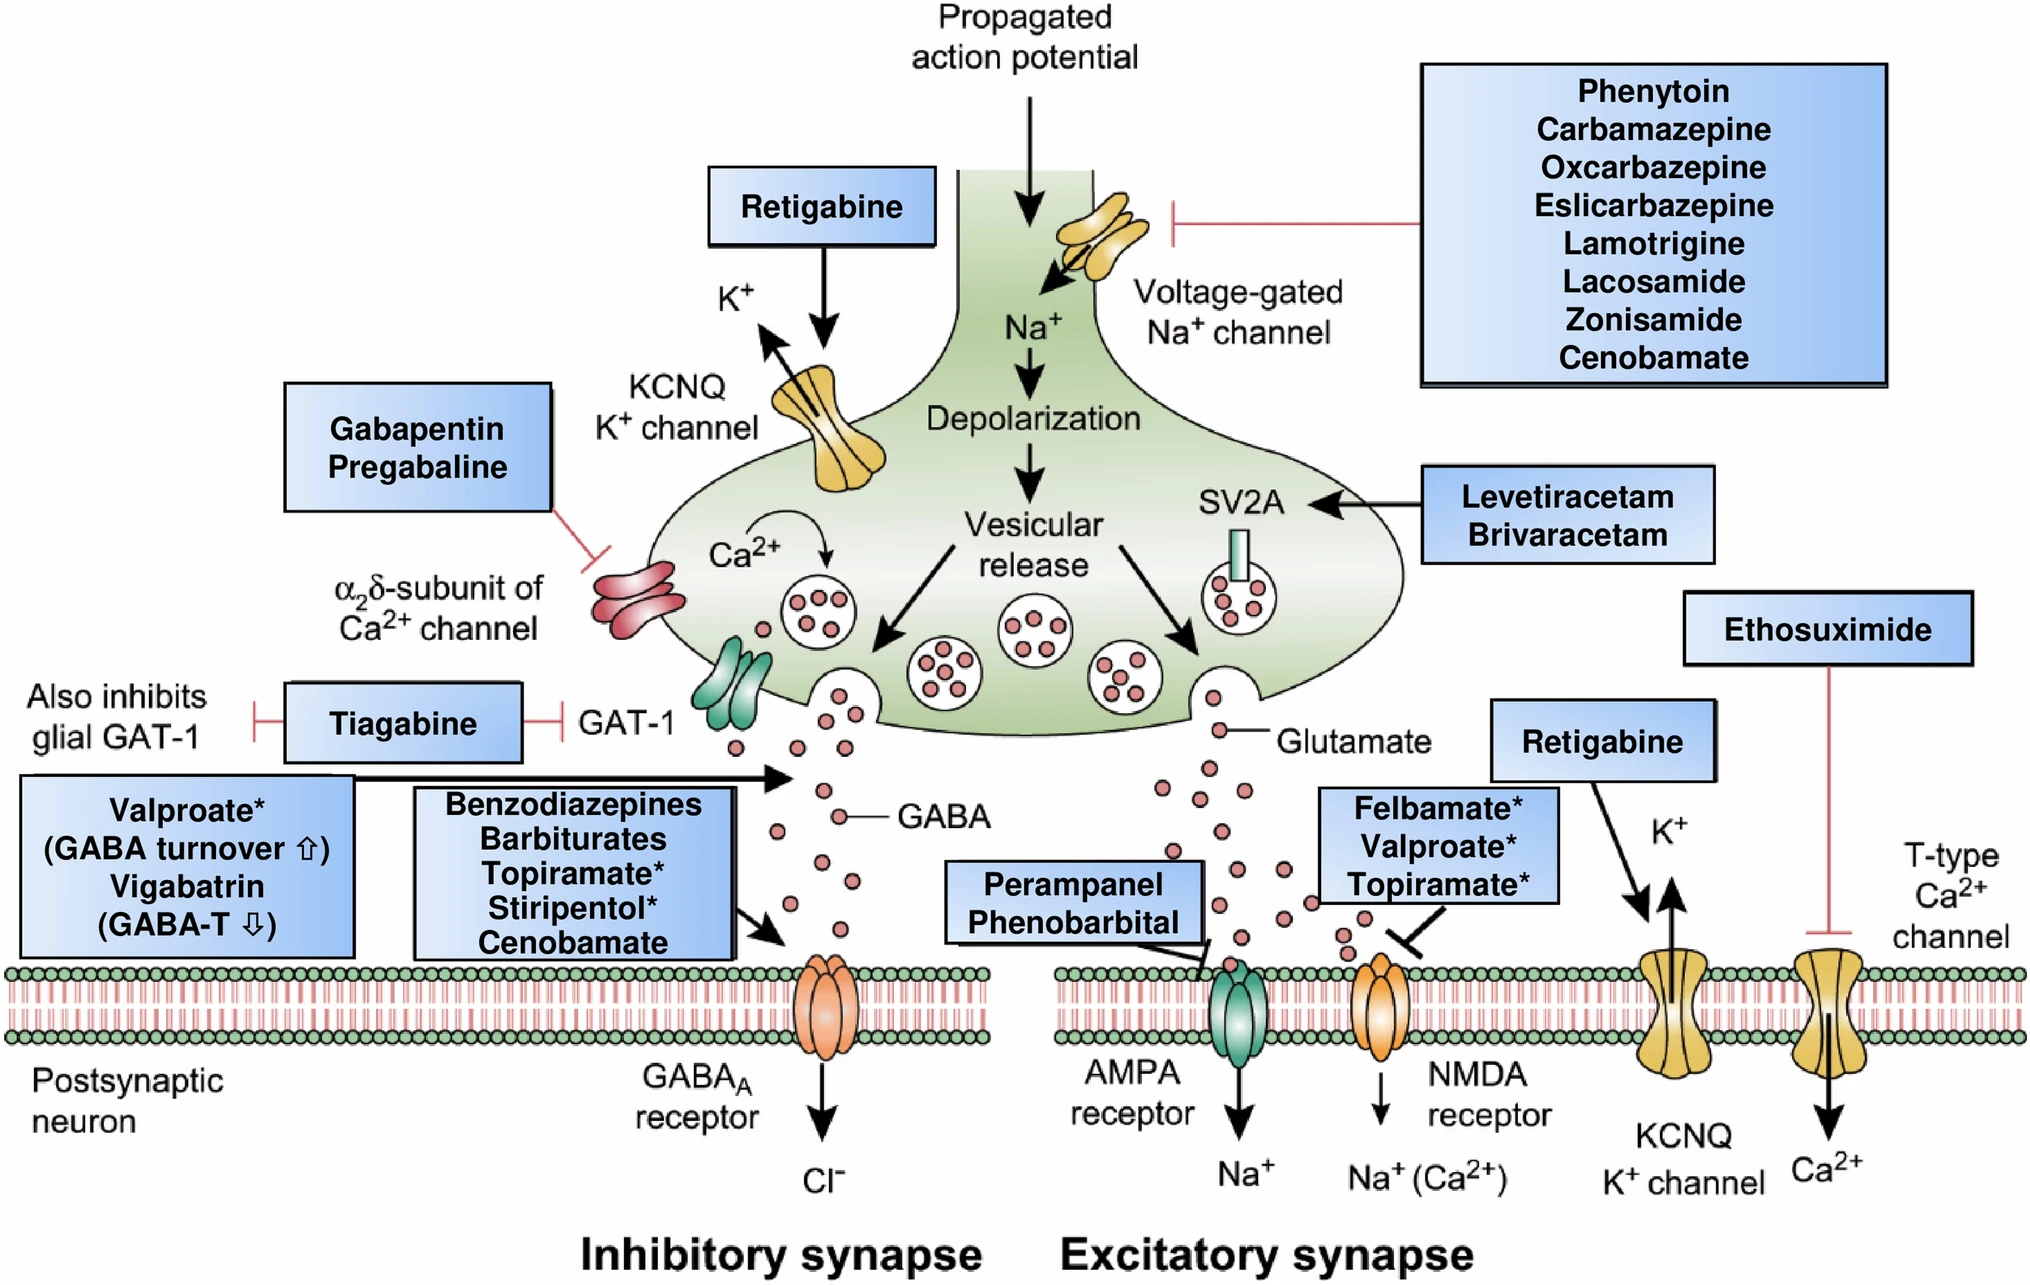 Propagated
action potential
Phenytoin
Carbamazepine
Oxcarbazepine
Eslicarbazepine
Lamotrigine
Lacosamide
Zonisamide
Cenobamate
Retigabine
K⁺
Voltage-gated
Na⁺ channel
Na⁺
KCNQ
K⁺ channel
Depolarization
Gabapentin
Pregabaline
Vesicular
release
SV2A
Levetiracetam
Brivaracetam
Ca²⁺
α₂δ-subunit of
Ca²⁺ channel
Ethosuximide
Also inhibits
glial GAT-1
Tiagabine
GAT-1
Glutamate
Retigabine
Valproate*
(GABA turnover ⇧)
Vigabatrin
(GABA-T ⇩)
Benzodiazepines
Barbiturates
Topiramate*
Stiripentol*
Cenobamate
GABA
Perampanel
Phenobarbital
Felbamate*
Valproate*
Topiramate*
K⁺
T-type
Ca²⁺
channel
Postsynaptic
neuron
GABA_A
receptor
Cl⁻
AMPA
receptor
Na⁺
NMDA
receptor
Na⁺ (Ca²⁺)
KCNQ
K⁺ channel
Ca²⁺
Inhibitory synapse
Excitatory synapse